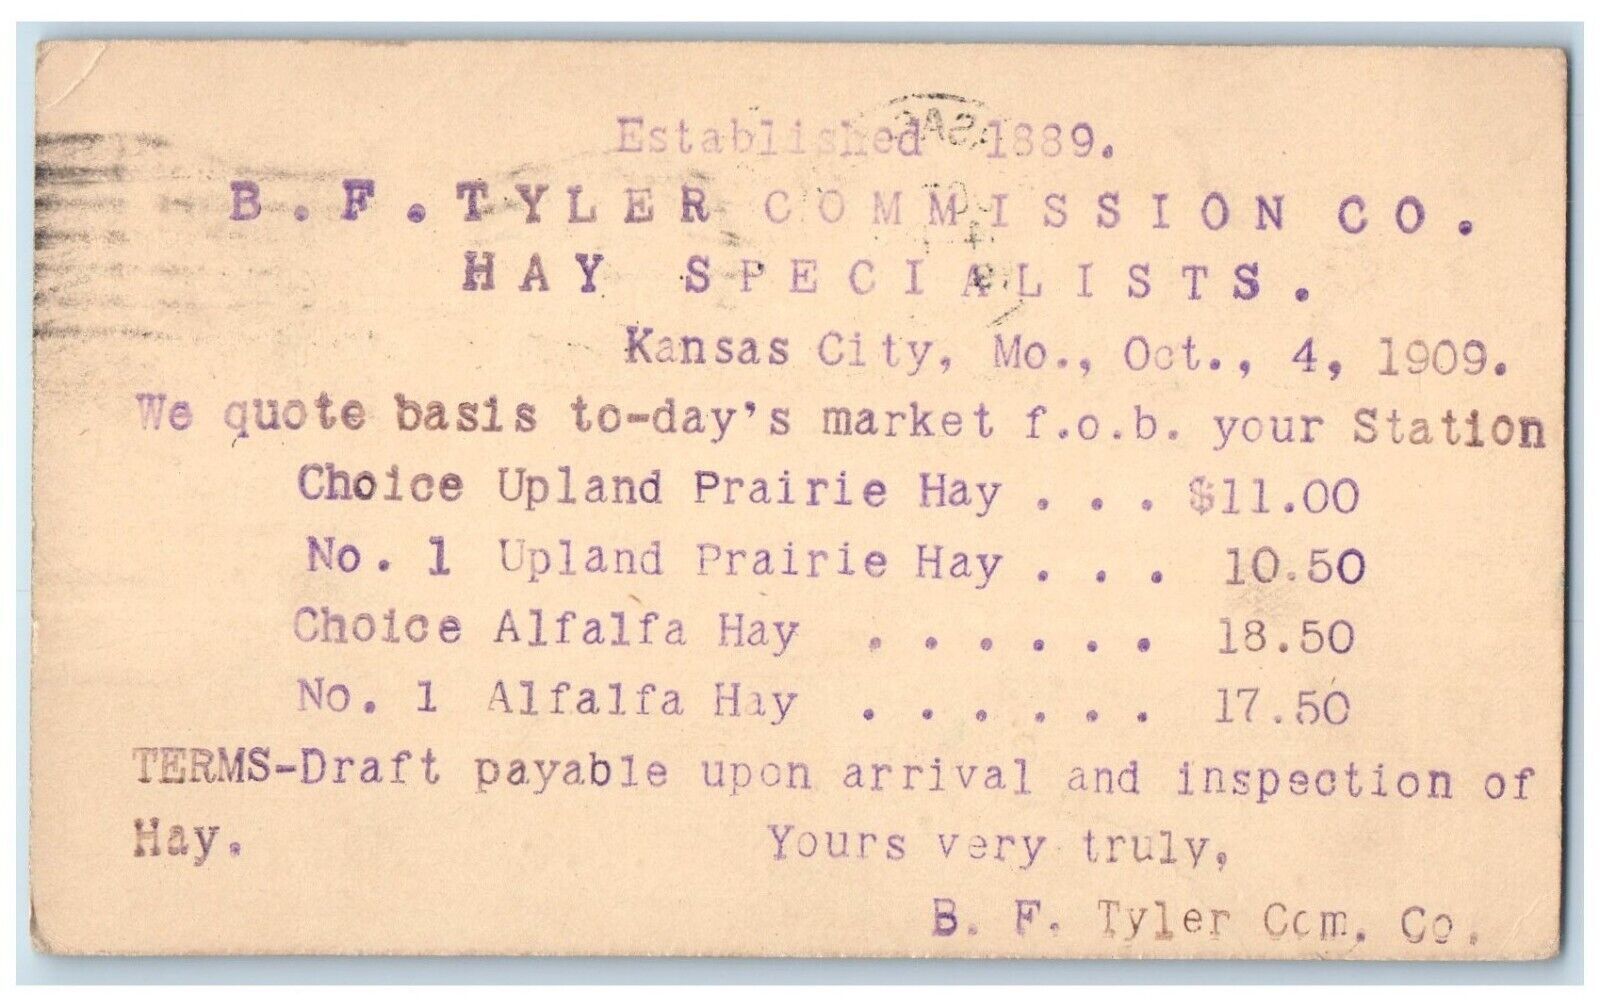 Established 1889.
B. F. TYLER COMMISSION CO.
HAY SPECIALISTS.
Kansas City, Mo., Oct., 4, 1909.
We quote basis to-day's market f.o.b. your Station
Choice Upland Prairie Hay . . . $11.00
No. 1 Upland Prairie Hay . . . 10.50
Choice Alfalfa Hay . . . . . . 18.50
No. 1 Alfalfa Hay . . . . . . 17.50
TERMS-Draft payable upon arrival and inspection of
Hay. Yours very truly,
B. F. Tyler Com. Co.